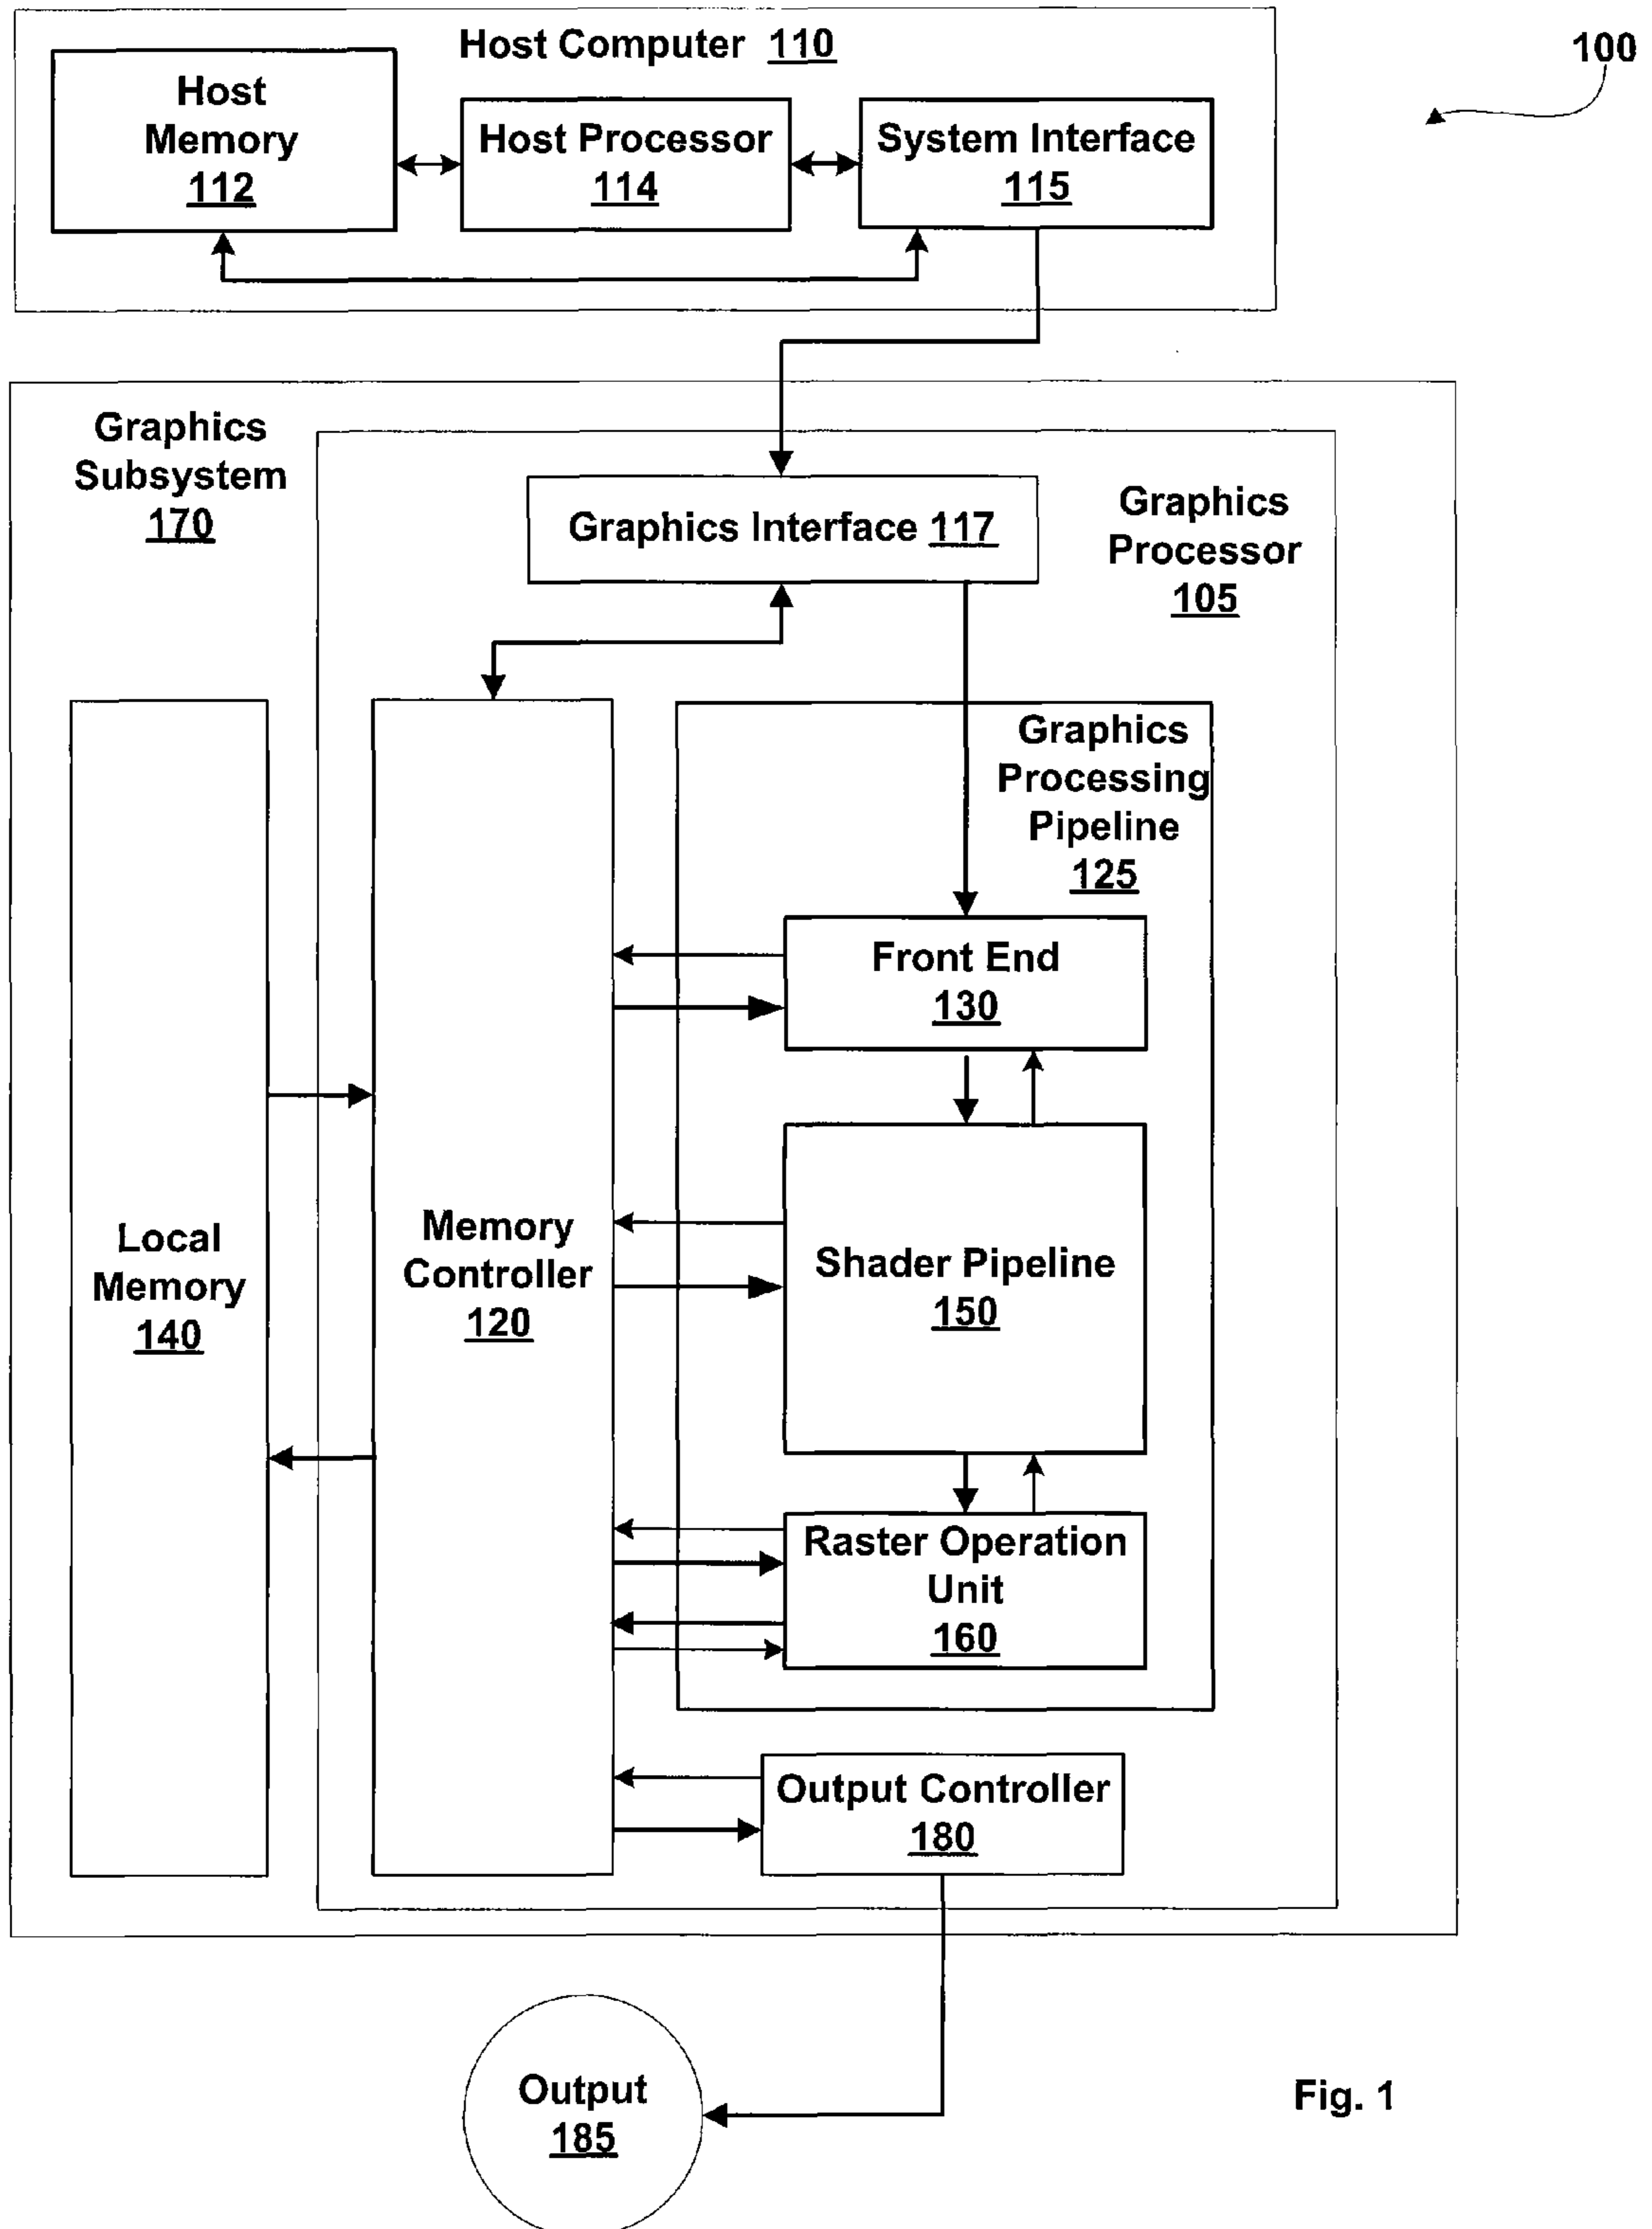 Host Computer 110
100
Host
Memory
112
Host Processor
114
System Interface
115
Graphics
Subsystem
170
Graphics Interface 117
Graphics
Processor
105
Graphics
Processing
Pipeline
125
Front End
130
Local
Memory
140
Memory
Controller
120
Shader Pipeline
150
Raster Operation
Unit
160
Output Controller
180
Output
185
Fig. 1